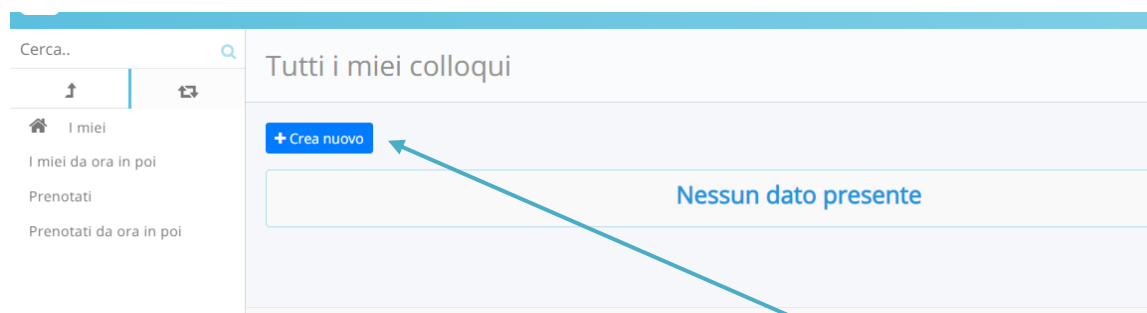 Cerca..
I miei
I miei da ora in poi
Prenotati
Prenotati da ora in poi
Tutti i miei colloqui
Crea nuovo
Nessun dato presente